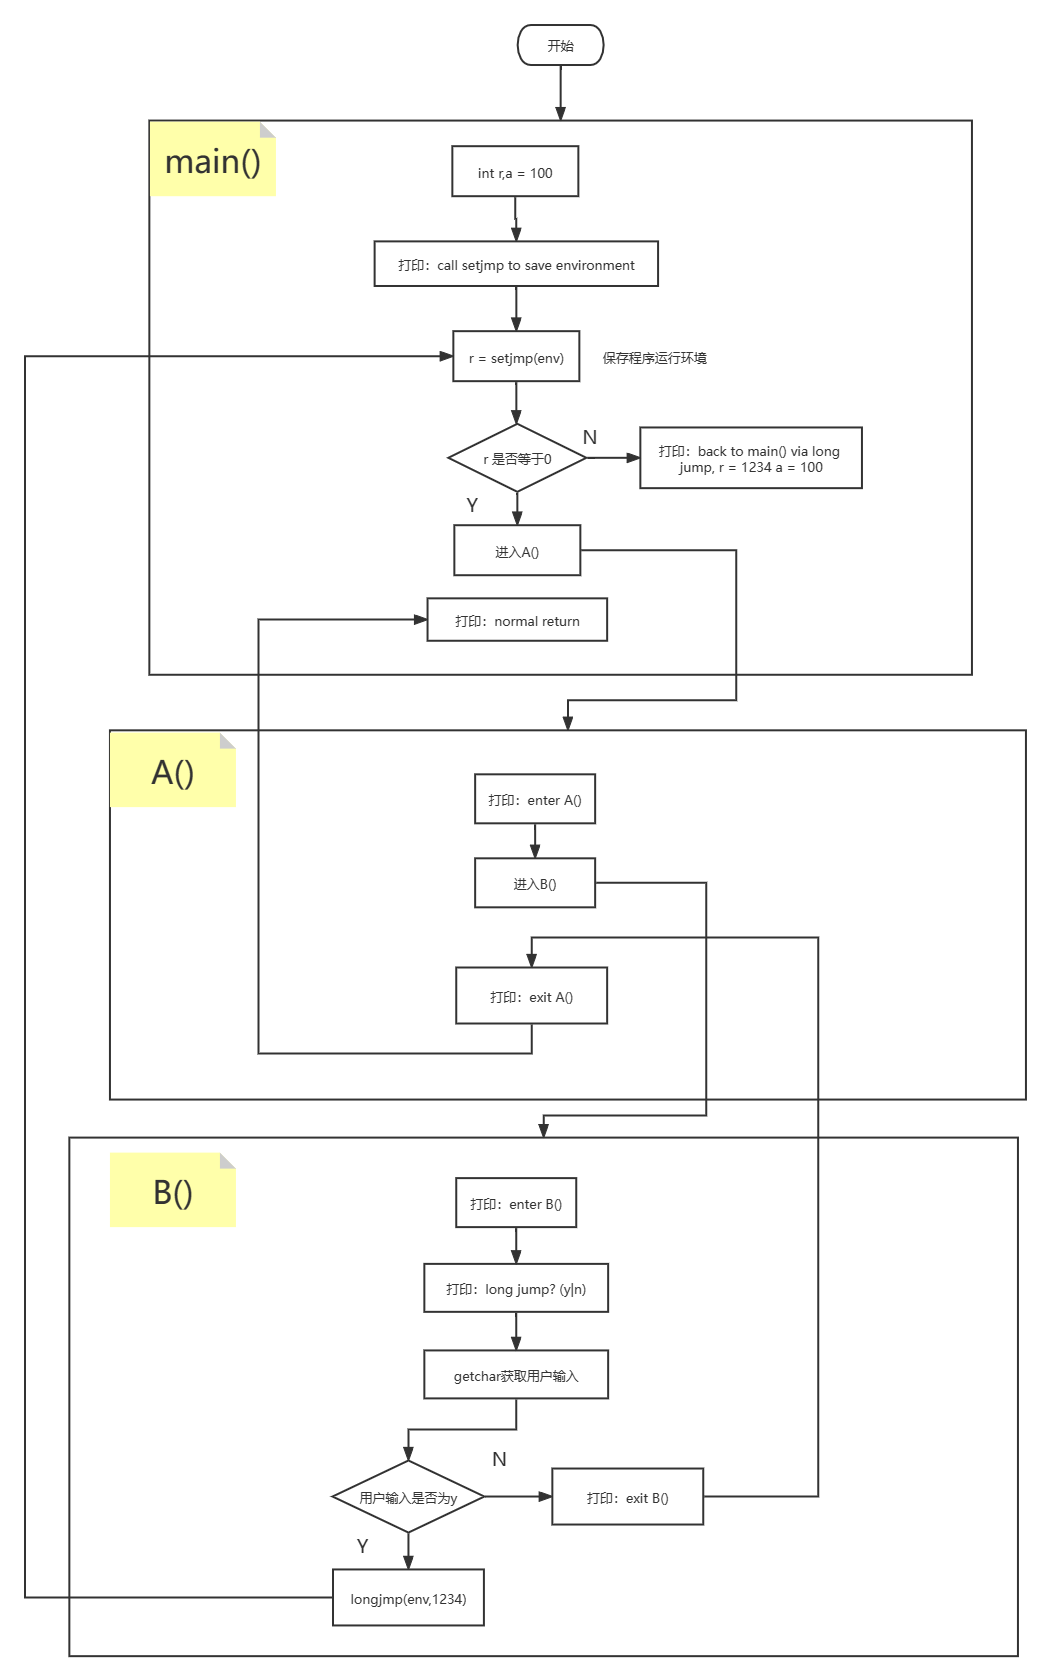 开始
main()
int r,a = 100
打印：call setjmp to save environment
r = setjmp(env)
保存程序运行环境
r 是否等于0
N
打印：back to main() via long
jump, r = 1234 a = 100
Y
进入A()
打印：normal return
A()
打印：enter A()
进入B()
打印：exit A()
B()
打印：enter B()
打印：long jump? (y|n)
getchar获取用户输入
用户输入是否为y
N
打印：exit B()
Y
longjmp(env,1234)